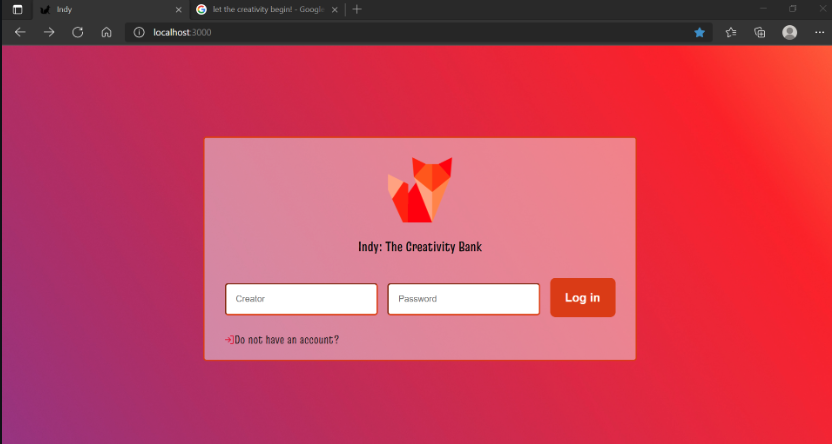 Indy
let the creativity begin! - Google
localhost:3000
Indy: The Creativity Bank
Creator
Password
Log in
Do not have an account?